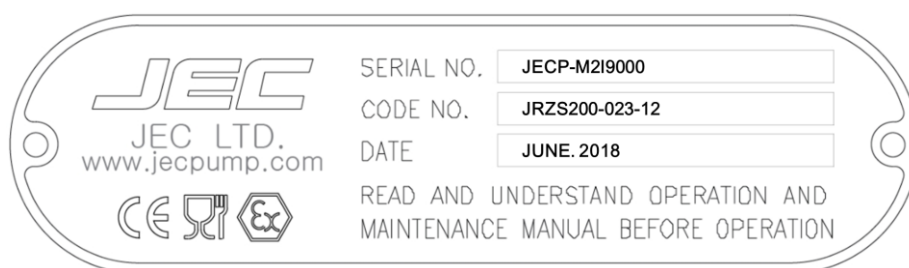 JEC
JEC LTD.
www.jecpump.com
CE Ex
SERIAL NO. JECP-M2I9000
CODE NO. JRZS200-023-12
DATE JUNE. 2018
READ AND UNDERSTAND OPERATION AND
MAINTENANCE MANUAL BEFORE OPERATION